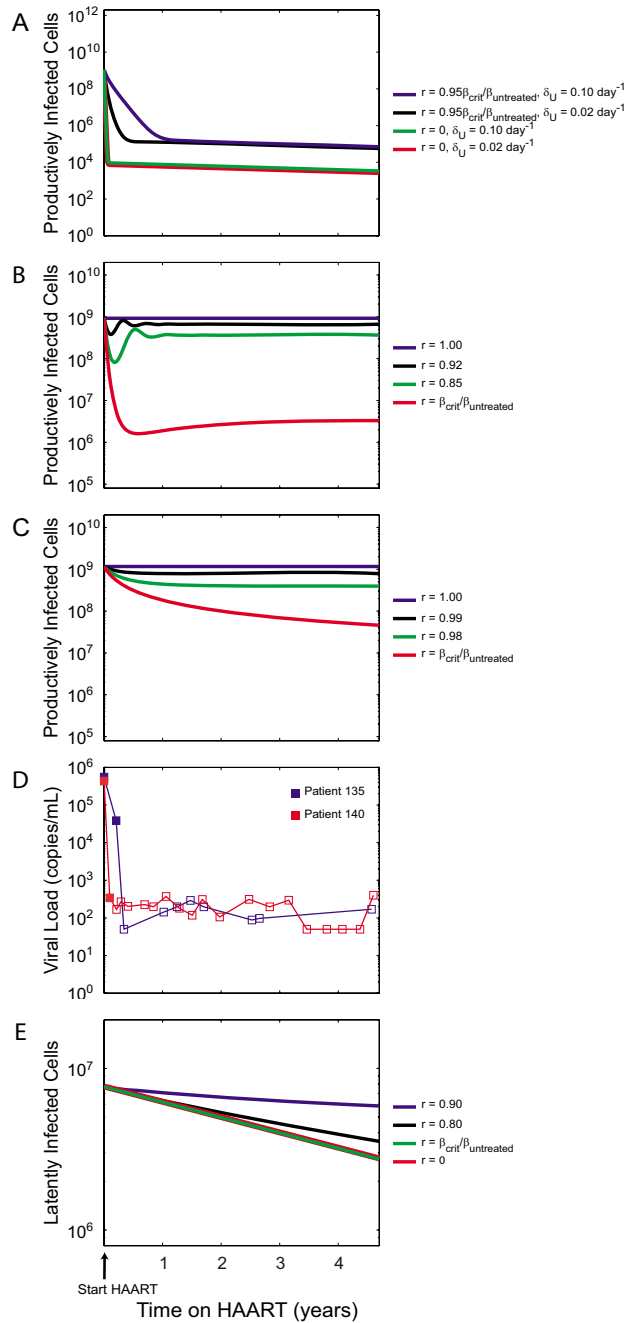 A
Productively Infected Cells
10^12
10^10
10^8
10^6
10^4
10^2
10^0
r = 0.95β_crit/β_untreated, δ_U = 0.10 day^-1
r = 0.95β_crit/β_untreated, δ_U = 0.02 day^-1
r = 0, δ_U = 0.10 day^-1
r = 0, δ_U = 0.02 day^-1
B
Productively Infected Cells
10^10
10^9
10^8
10^7
10^6
10^5
r = 1.00
r = 0.92
r = 0.85
r = β_crit/β_untreated
C
Productively Infected Cells
10^10
10^9
10^8
10^7
10^6
10^5
r = 1.00
r = 0.99
r = 0.98
r = β_crit/β_untreated
D
Viral Load (copies/mL)
10^6
10^5
10^4
10^3
10^2
10^1
10^0
Patient 135
Patient 140
E
Latently Infected Cells
10^7
10^6
r = 0.90
r = 0.80
r = β_crit/β_untreated
r = 0
1 2 3 4
Start HAART
Time on HAART (years)